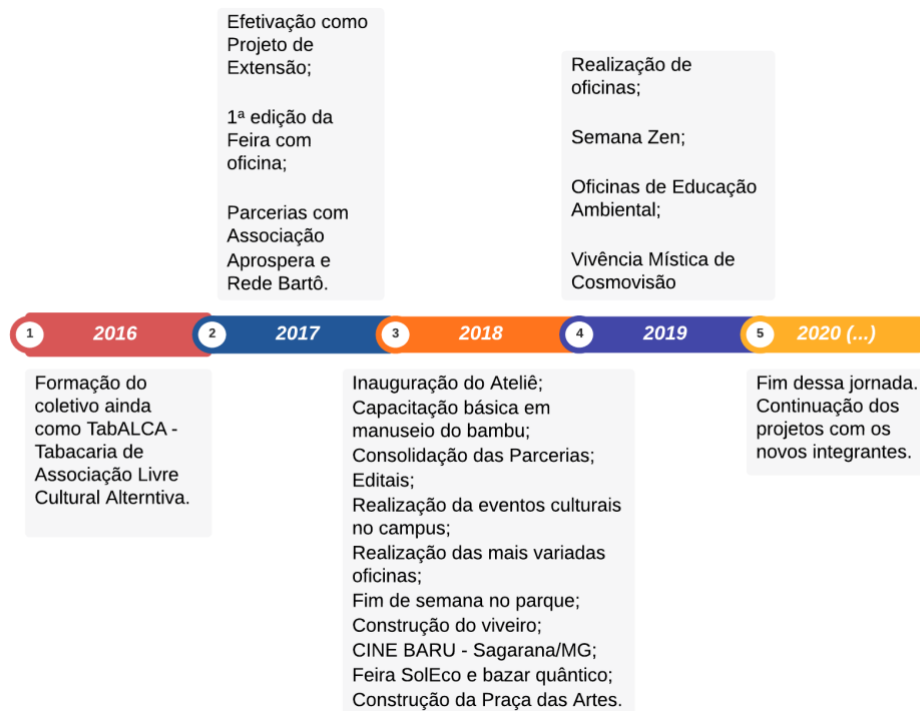 Efetivação como
Projeto de
Extensão;
1ª edição da
Feira com
oficina;
Parcerias com
Associação
Aprospera e
Rede Bartô.
Realização de
oficinas;
Semana Zen;
Oficinas de Educação
Ambiental;
Vivência Mística de
Cosmovisão
1 2016 2 2017 3 2018 4 2019 5 2020 (...)
Formação do
coletivo ainda
como TabALCA -
Tabacaria de
Associação Livre
Cultural Alterntiva.
Inauguração do Ateliê;
Capacitação básica em
manuseio do bambu;
Consolidação das Parcerias;
Editais;
Realização da eventos culturais
no campus;
Realização das mais variadas
oficinas;
Fim de semana no parque;
Construção do viveiro;
CINE BARU - Sagarana/MG;
Feira SolEco e bazar quântico;
Construção da Praça das Artes.
Fim dessa jornada.
Continuação dos
projetos com os
novos integrantes.